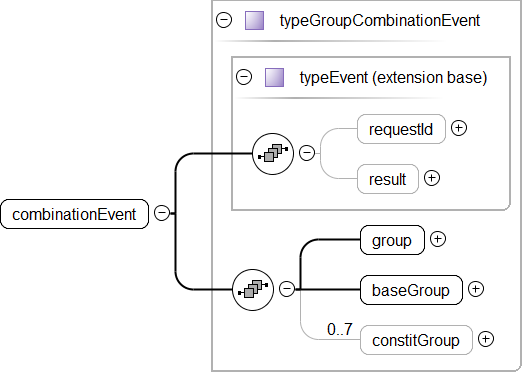 typeGroupCombinationEvent
typeEvent (extension base)
requestId
result
combinationEvent
group
baseGroup
0..7
constitGroup